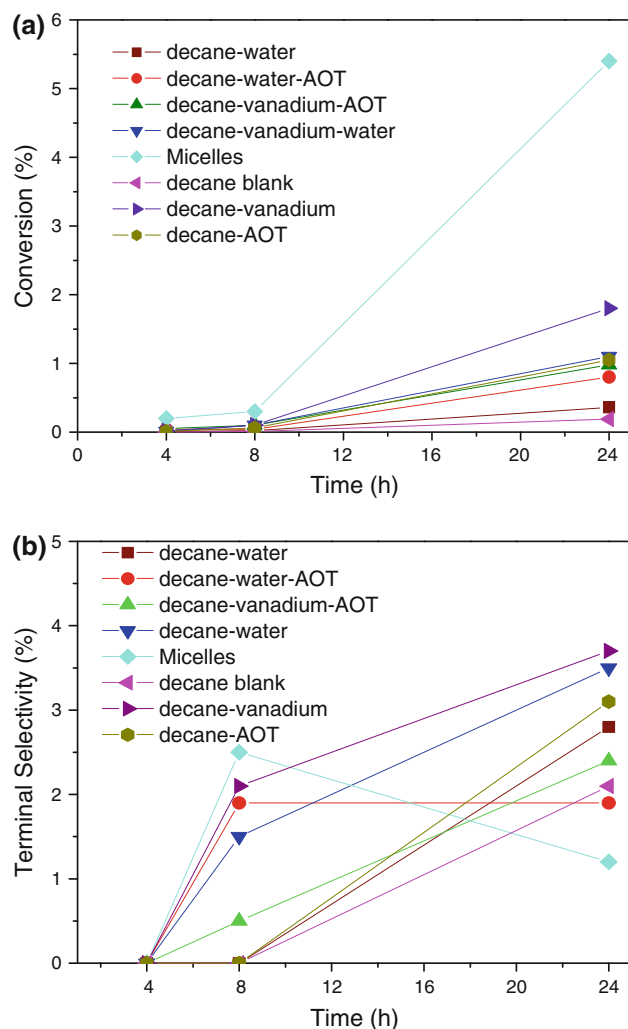 (a)
6
5
4
3
2
1
0
Conversion (%)
decane-water
decane-water-AOT
decane-vanadium-AOT
decane-vanadium-water
Micelles
decane blank
decane-vanadium
decane-AOT
0 4 8 12 16 20 24
Time (h)
(b)
5
4
3
2
1
0
Terminal Selectivity (%)
decane-water
decane-water-AOT
decane-vanadium-AOT
decane-water
Micelles
decane blank
decane-vanadium
decane-AOT
4 8 12 16 20 24
Time (h)